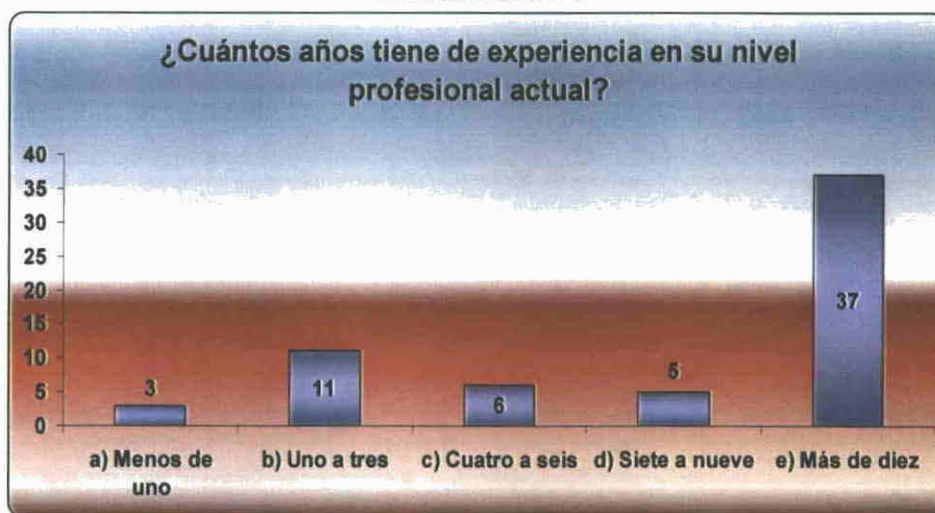 ¿Cuántos años tiene de experiencia en su nivel
profesional actual?
40
35
30
25
20
15
10
5
0
3
11
6
5
37
a) Menos de
uno
b) Uno a tres
c) Cuatro a seis
d) Siete a nueve
e) Más de diez